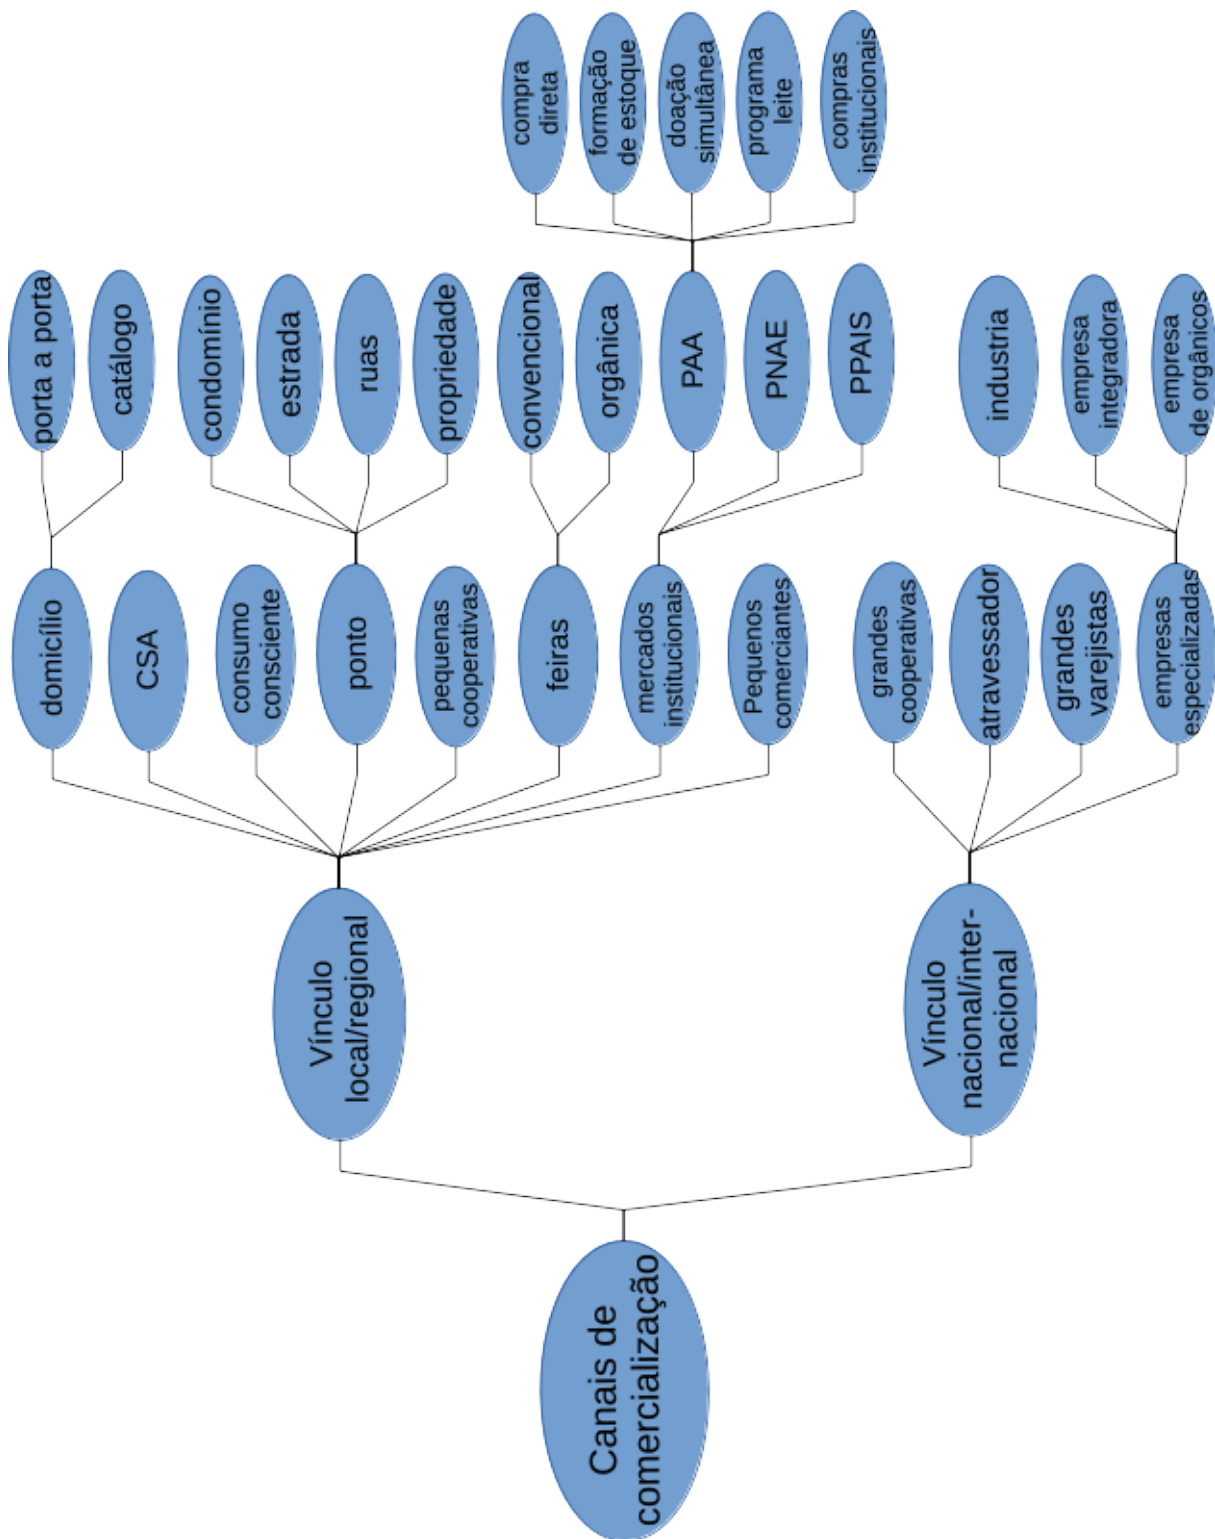 Canais de
comercialização
Vínculo
local/regional
Vínculo
nacional/inter-
nacional
domicílio
CSA
consumo
consciente
ponto
pequenas
cooperativas
feiras
mercados
institucionais
Pequenos
comerciantes
grandes
cooperativas
atravessador
grandes
varejistas
empresas
especializadas
porta a porta
catálogo
condomínio
estrada
ruas
propriedade
convencional
orgânica
PAA
PNAE
PPAIS
industria
empresa
integradora
empresa
de orgânicos
compra
direta
formação
de estoque
doação
simultânea
programa
leite
compras
institucionais